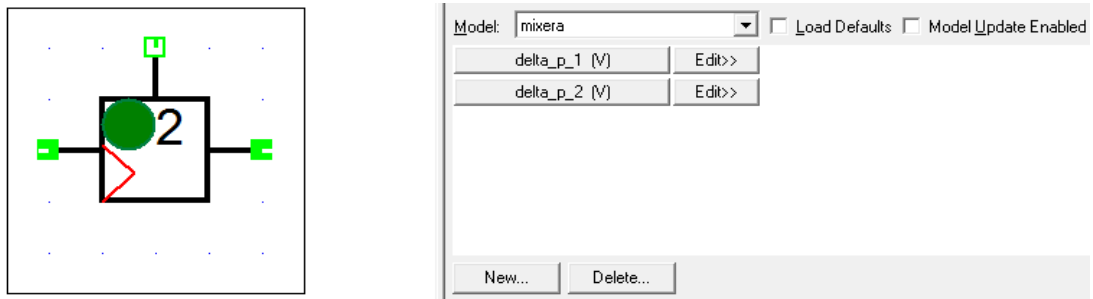 2
Model: mixera Load Defaults Model Update Enabled
delta_p_1 (V) Edit>>
delta_p_2 (V) Edit>>
New... Delete...